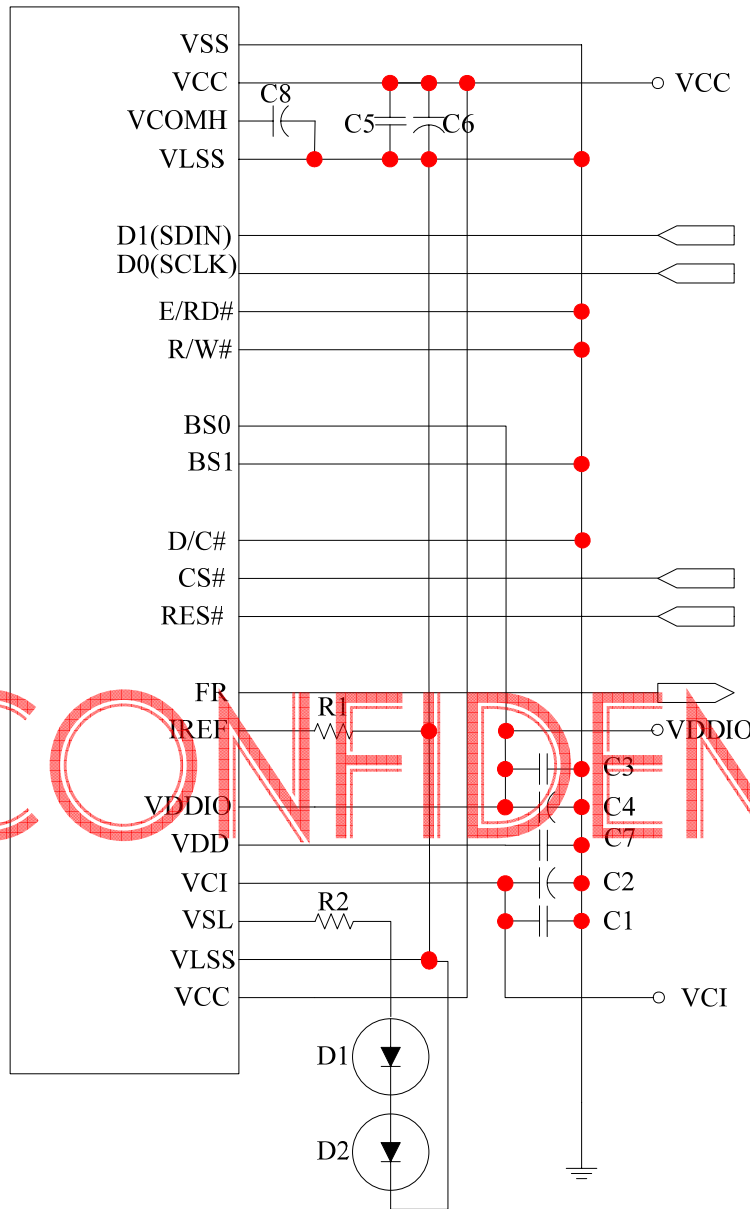 VSS
VCC VCC
C8
VCOMH C5 C6
VLSS
D1(SDIN)
D0(SCLK)
E/RD#
R/W#
BS0
BS1
D/C#
CS#
RES#
FR
R1
IREF VDDIO
C3
VDDIO C4
VDD C7
VCI C2
R2
VSL C1
VLSS
VCC VCI
D1
D2
CONFIDEN